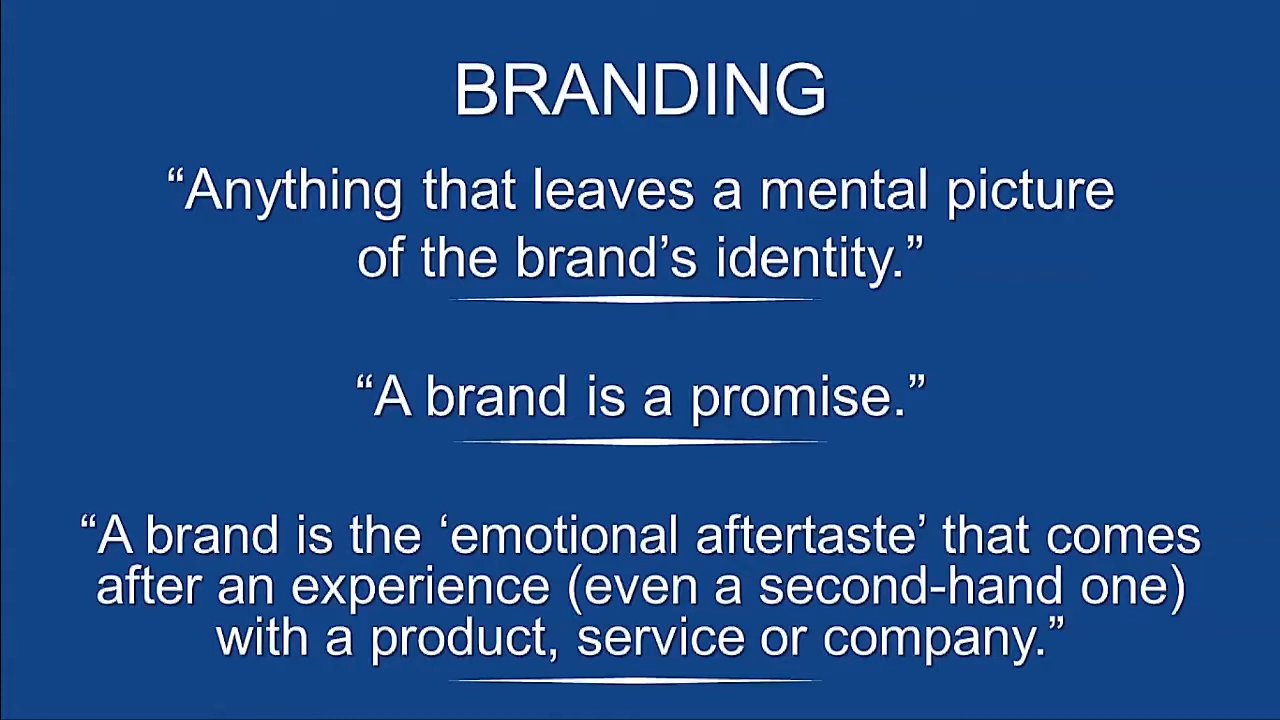 BRANDING
“Anything that leaves a mental picture
of the brand’s identity.”
“A brand is a promise.”
“A brand is the ‘emotional aftertaste’ that comes
after an experience (even a second-hand one)
with a product, service or company.”